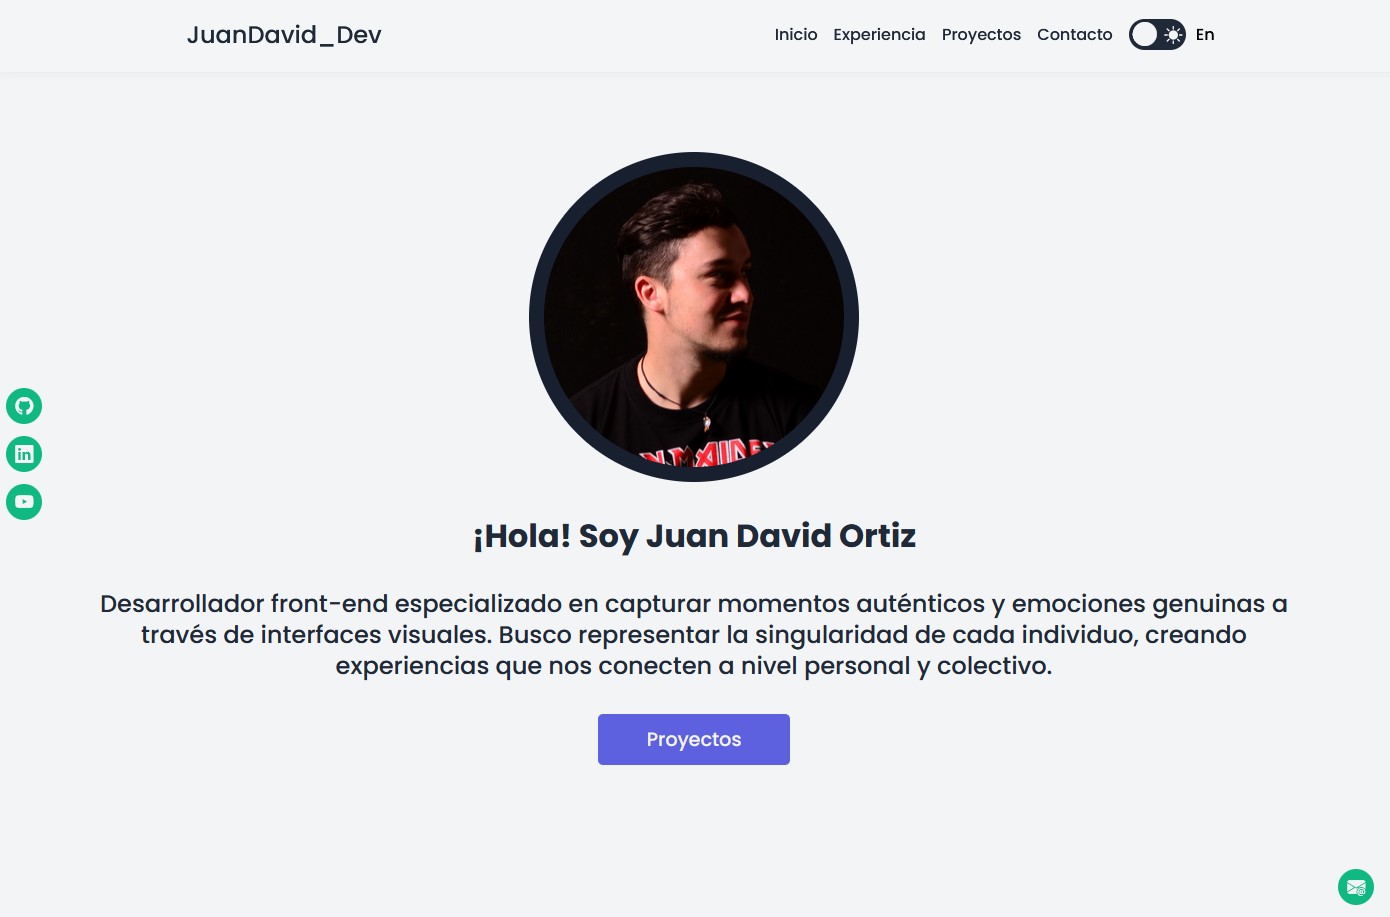 JuanDavid_Dev
Inicio Experiencia Proyectos Contacto En
¡Hola! Soy Juan David Ortiz
Desarrollador front-end especializado en capturar momentos auténticos y emociones genuinas a
través de interfaces visuales. Busco representar la singularidad de cada individuo, creando
experiencias que nos conecten a nivel personal y colectivo.
Proyectos